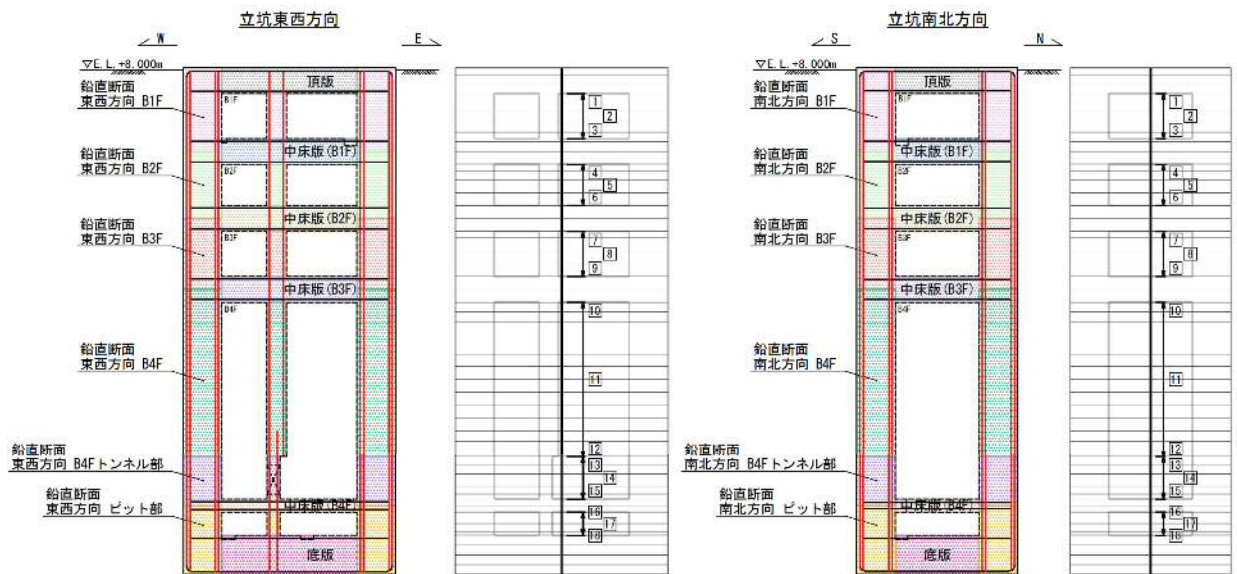 立坑東西方向
W
E
▽E.L.+8.000m
頂版
鉛直断面
東西方向 B1F
B1F
中床版(B1F)
鉛直断面
東西方向 B2F
B2F
中床版(B2F)
鉛直断面
東西方向 B3F
B3F
中床版(B3F)
B4F
鉛直断面
東西方向 B4F
鉛直断面
東西方向 B4Fトンネル部
鉛直断面
東西方向 ピット部
中床版(B4F)
底版
1
2
3
4
5
6
7
8
9
10
11
12
13
14
15
16
17
18
立坑南北方向
S
N
▽E.L.+8.000m
頂版
鉛直断面
南北方向 B1F
B1F
中床版(B1F)
鉛直断面
南北方向 B2F
B2F
中床版(B2F)
鉛直断面
南北方向 B3F
B3F
中床版(B3F)
B4F
鉛直断面
南北方向 B4F
鉛直断面
南北方向 B4Fトンネル部
鉛直断面
南北方向 ピット部
中床版(B4F)
底版
1
2
3
4
5
6
7
8
9
10
11
12
13
14
15
16
17
18